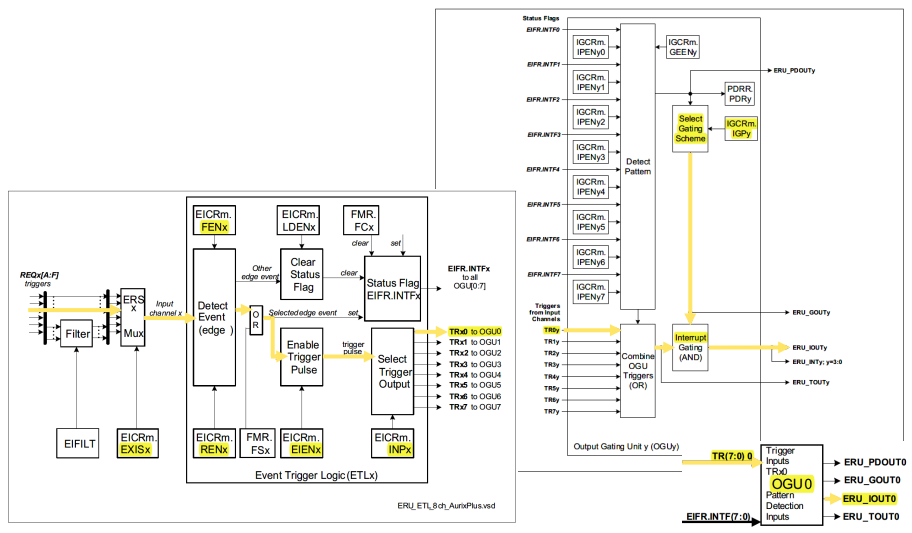 Status Flags
EIFR.INTF0
IGCRm.
IPENy0
IGCRm.
GEENy
EIFR.INTF1
IGCRm.
IPENy1
ERU_PDOUTy
EIFR.INTF2
IGCRm.
IPENy2
PDRR.
PDRy
Select
Gating
Scheme
IGCRm.
IGPy
EIFR.INTF3
IGCRm.
IPENy3
Detect
Pattern
EIFR.INTF4
IGCRm.
IPENy4
EIFR.INTF5
IGCRm.
IPENy5
EIFR.INTF6
IGCRm.
IPENy6
EIFR.INTF7
IGCRm.
IPENy7
Triggers
from Input
Channels
ERU_GOUTy
TR0y
TR1y
TR2y
TR3y
TR4y
TR5y
TR6y
TR7y
Combine
OGU
Triggers
(OR)
Interrupt
Gating
(AND)
ERU_IOUTy
ERU_INTy; y=3:0
ERU_TOUTy
Output Gating Unit y (OGUy)
EICRm.
FENx
EICRm.
LDENx
FMR.
FCx
clear
set
REQx[A:F]
triggers
ERS
x
Mux
Filter
Input
channel x
Detect
Event
(edge )
Other
edge event
Clear
Status
Flag
clear
Status Flag
EIFR.INTFx
EIFR.INTFx
to all
OGU[0:7]
O
R
Selected edge event
set
Enable
Trigger
Pulse
trigger
pulse
Select
Trigger
Output
TRx0 to OGU0
TRx1 to OGU1
TRx2 to OGU2
TRx3 to OGU3
TRx4 to OGU4
TRx5 to OGU5
TRx6 to OGU6
TRx7 to OGU7
EIFILT
EICRm.
EXISx
EICRm.
RENx
FMR.
FSx
EICRm.
EIENx
EICRm.
INPx
Event Trigger Logic (ETLx)
ERU_ETL_8ch_AurixPlus.vsd
TR(7:0) 0
EIFR.INTF(7:0)
Trigger
Inputs
TRx0
OGU0
Pattern
Detection
Inputs
ERU_PDOUT0
ERU_GOUT0
ERU_IOUT0
ERU_TOUT0